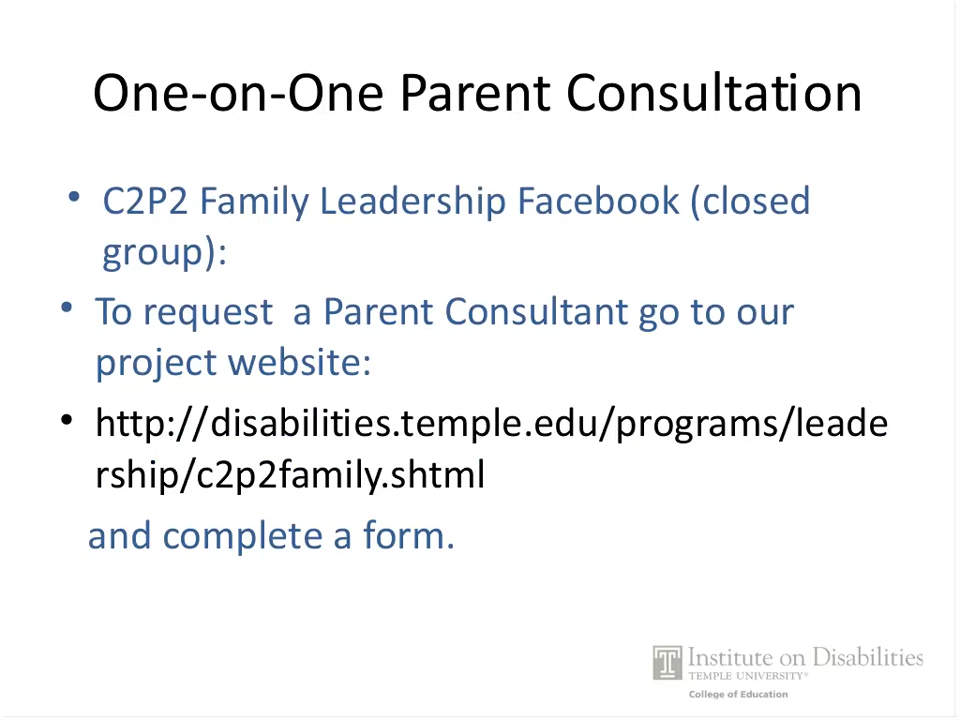 One-on-One Parent Consultation
• C2P2 Family Leadership Facebook (closed
group):
• To request  a Parent Consultant go to our
project website:
• http://disabilities.temple.edu/programs/leade
rship/c2p2family.shtml
and complete a form.
Institute on Disabilities
TEMPLE UNIVERSITY®
College of Education